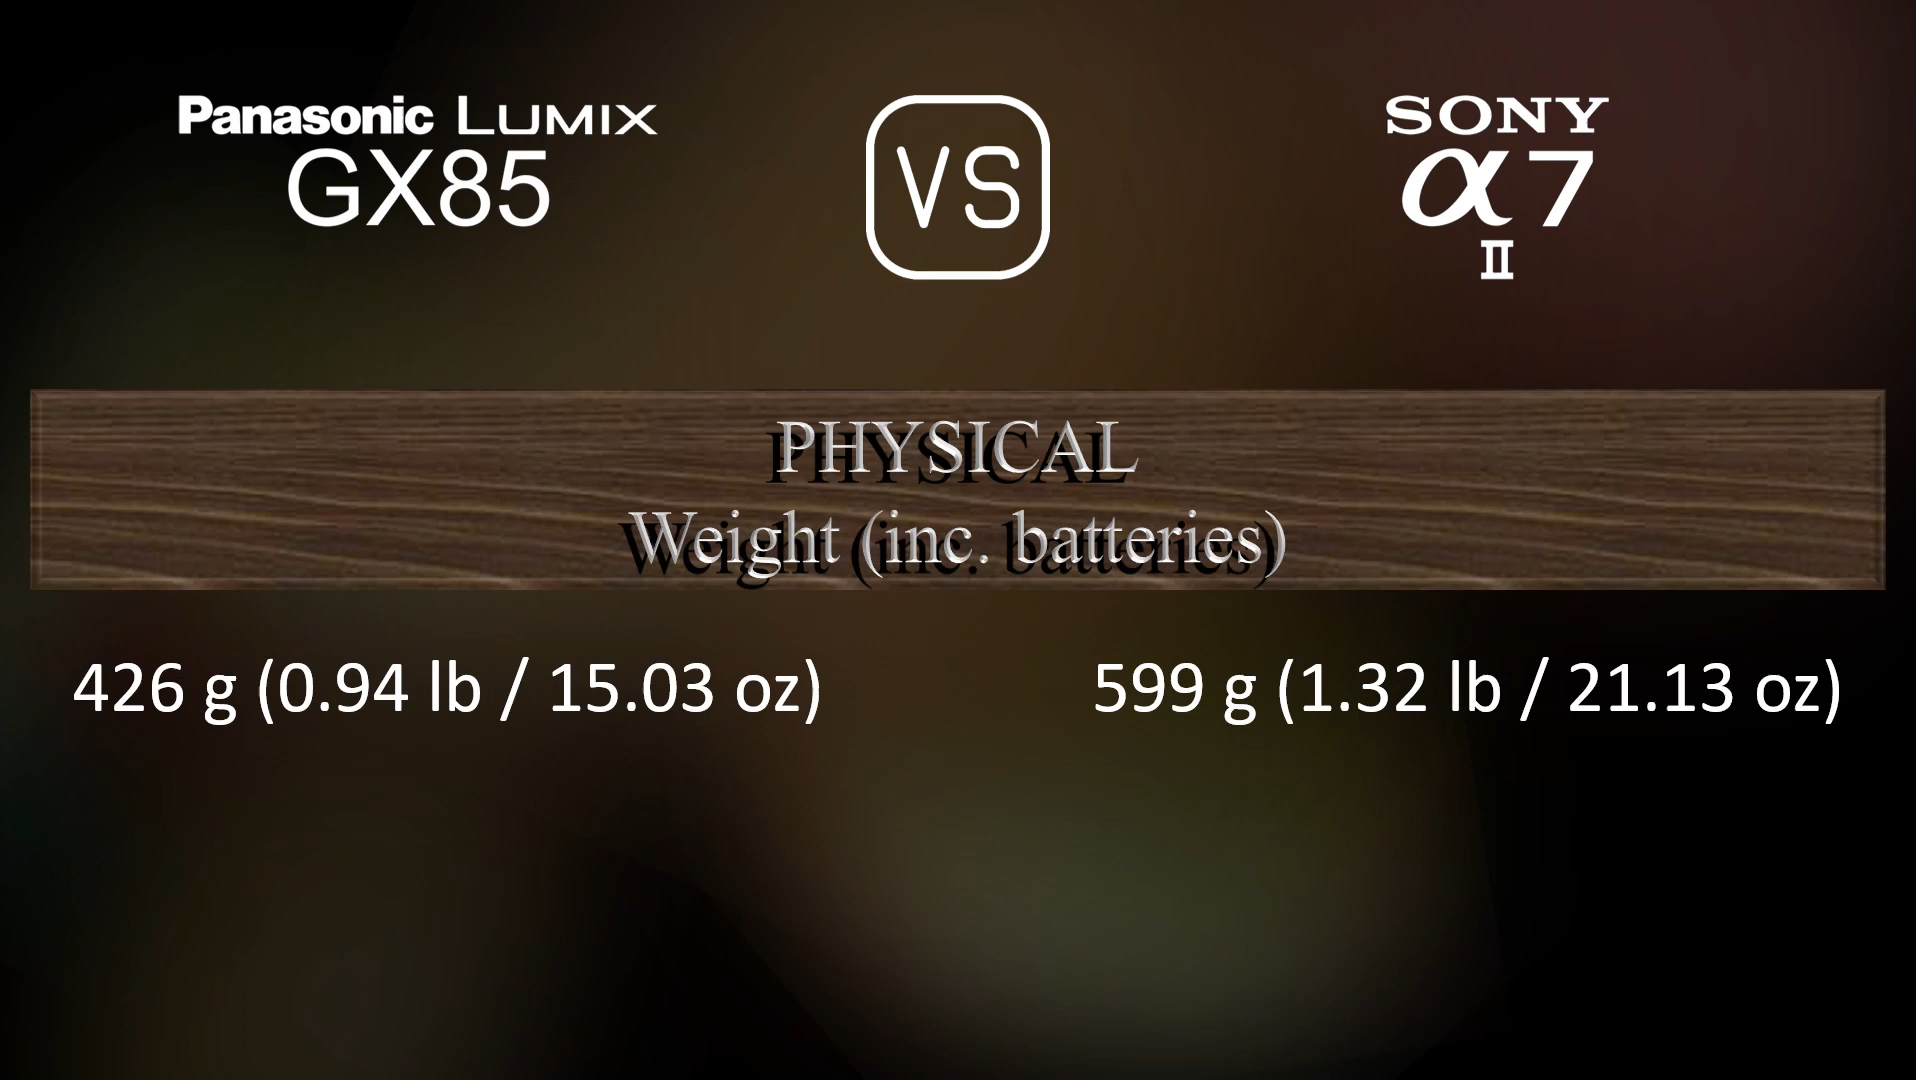 Panasonic LUMIX
GX85
VS
SONY
α7
II
PHYSICAL
Weight (inc. batteries)
426 g (0.94 lb / 15.03 oz)
599 g (1.32 lb / 21.13 oz)